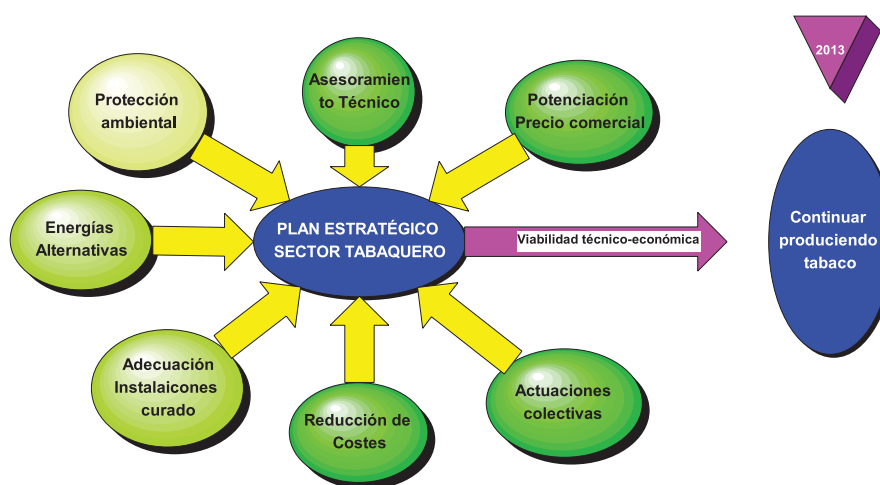 2013
Protección
ambiental
Asesoramien
to Técnico
Potenciación
Precio comercial
Energías
Alternativas
PLAN ESTRATÉGICO
SECTOR TABAQUERO
Viabilidad técnico-económica
Continuar
produciendo
tabaco
Adecuación
Instalaicones
curado
Reducción de
Costes
Actuaciones
colectivas